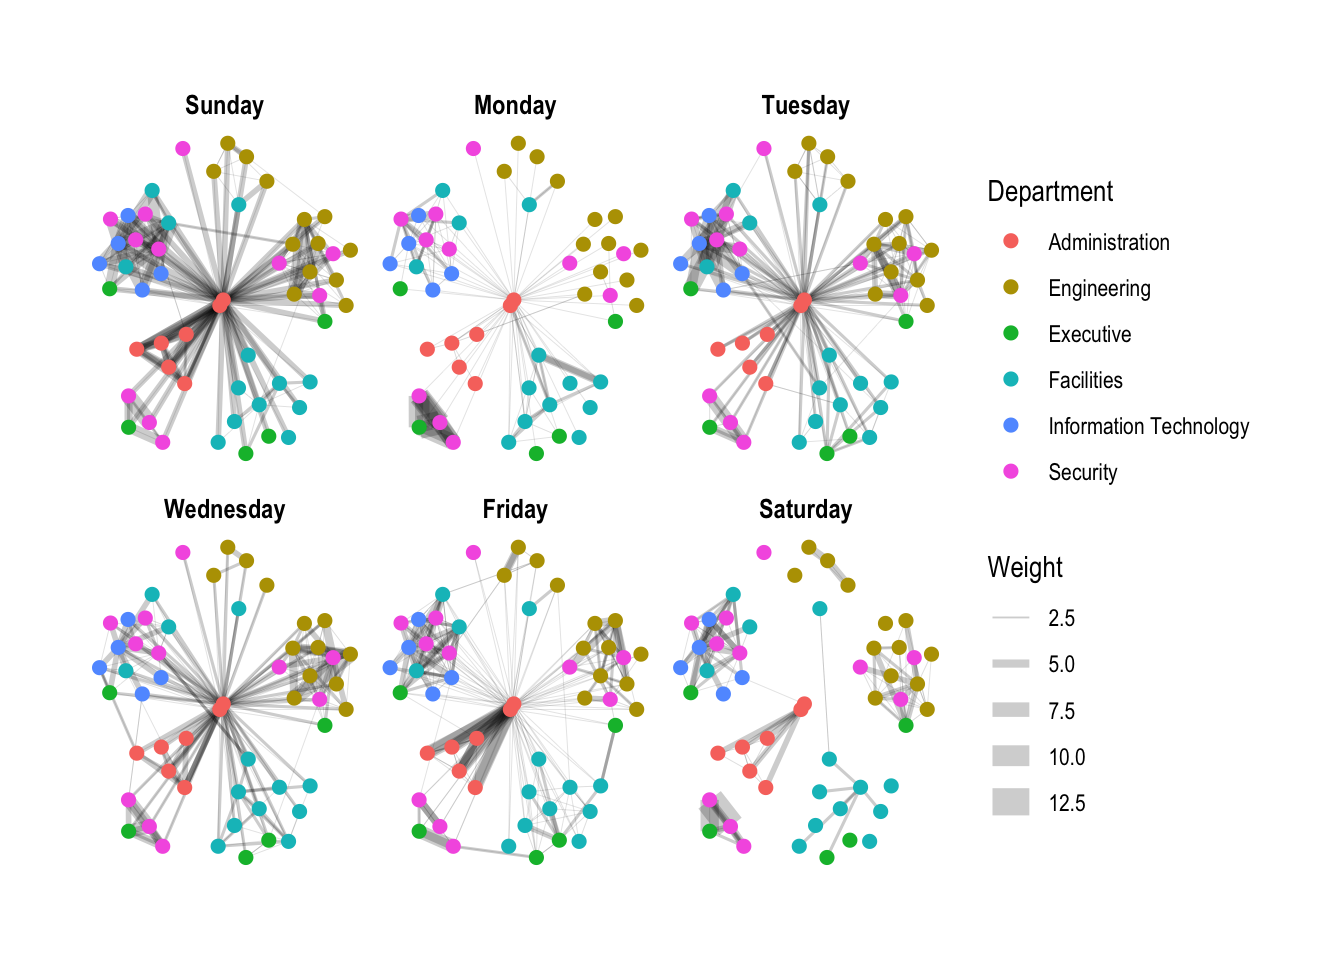 Sunday
Monday
Tuesday
Wednesday
Friday
Saturday
Department
Administration
Engineering
Executive
Facilities
Information Technology
Security
Weight
2.5
5.0
7.5
10.0
12.5